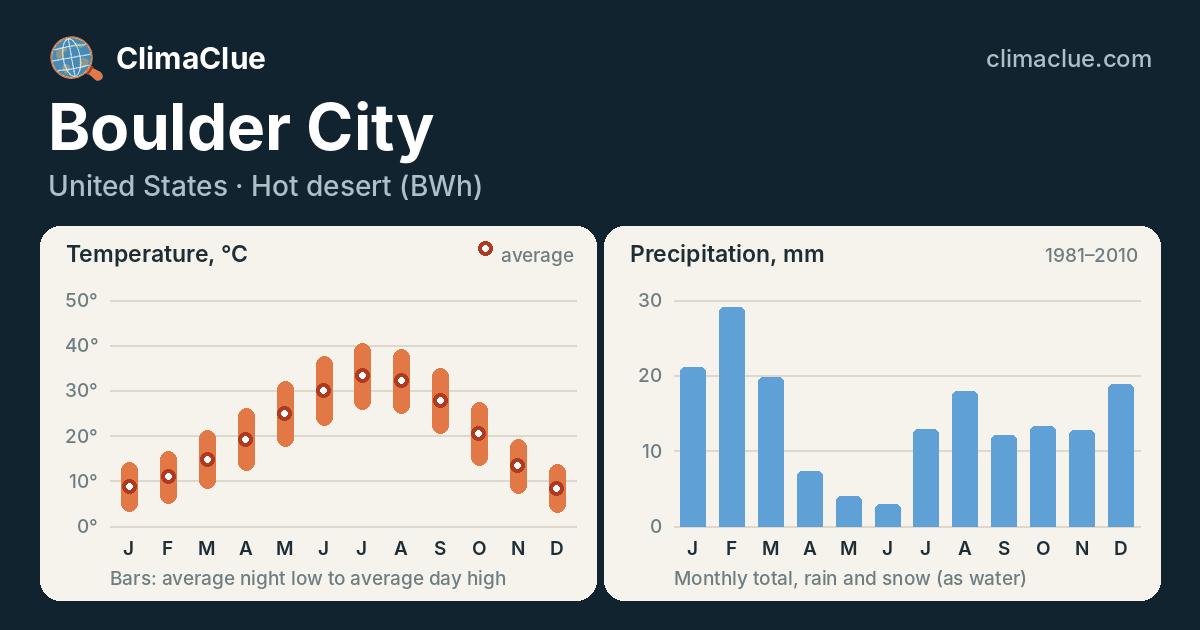 ClimaClue
climaclue.com
Boulder City
United States · Hot desert (BWh)
Temperature, °C
average
50°
40°
30°
20°
10°
0°
J F M A M J J A S O N D
Bars: average night low to average day high
Precipitation, mm
1981–2010
30
20
10
0
J F M A M J J A S O N D
Monthly total, rain and snow (as water)